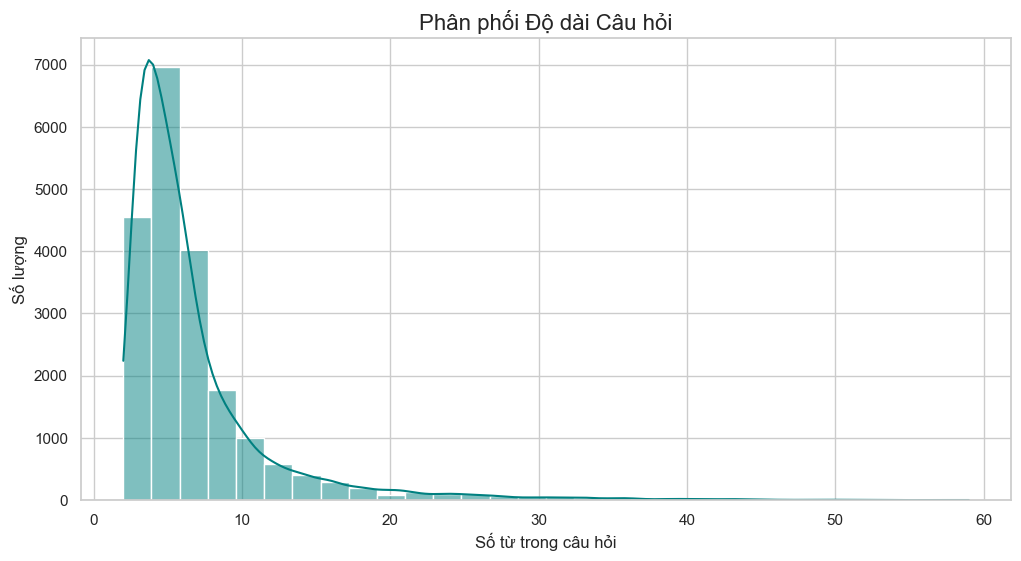 Phân phối Độ dài Câu hỏi
Số lượng
7000
6000
5000
4000
3000
2000
1000
0
0 10 20 30 40 50 60
Số từ trong câu hỏi